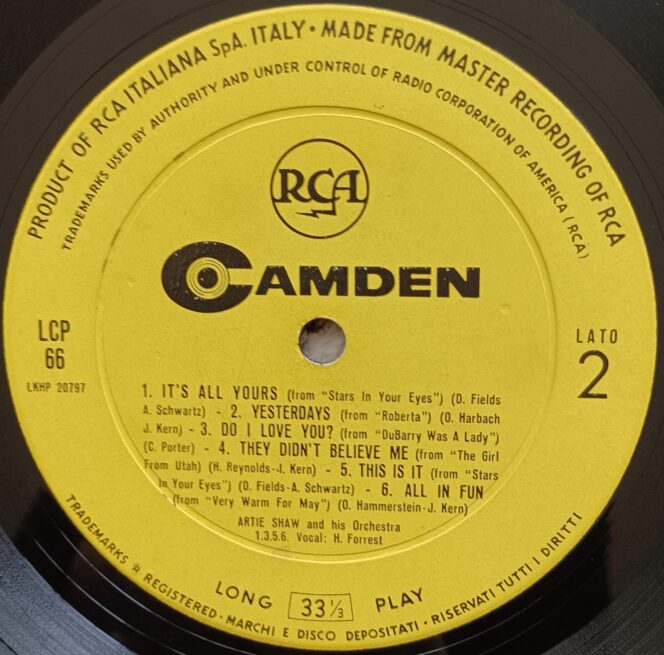 PRODUCT OF RCA ITALIANA SpA. ITALY • MADE FROM MASTER RECORDING OF RCA
TRADEMARKS USED BY AUTHORITY AND UNDER CONTROL OF RADIO CORPORATION OF AMERICA (RCA)
RCA
CAMDEN
LCP
66
LKHP 20797
LATO
2
1. IT'S ALL YOURS (from "Stars In Your Eyes") (D. Fields
A. Schwartz) - 2. YESTERDAYS (from "Roberta") (O. Harbach
J. Kern) - 3. DO I LOVE YOU? (from "DuBarry Was A Lady")
(C. Porter) - 4. THEY DIDN'T BELIEVE ME (from "The Girl
From Utah) (H. Reynolds-J. Kern) - 5. THIS IS IT (from "Stars
In Your Eyes") (D. Fields-A. Schwartz) - 6. ALL IN FUN
(from "Very Warm For May") (O. Hammerstein-J. Kern)
ARTIE SHAW and his Orchestra
1.3.5.6. Vocal: H. Forrest
LONG 33 1/3 PLAY
TRADEMARKS ® REGISTERED - MARCHI E DISCO DEPOSITATI - RISERVATI TUTTI I DIRITTI